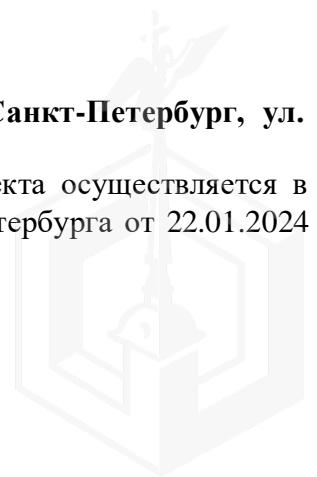 Санкт-Петербург, ул.
екта осуществляется в
тербурга от 22.01.2024